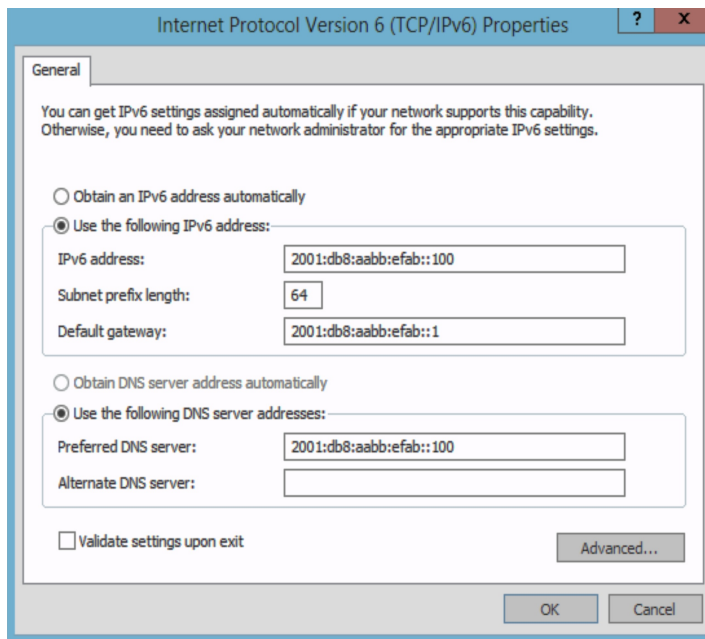 Internet Protocol Version 6 (TCP/IPv6) Properties
?
x
General
You can get IPv6 settings assigned automatically if your network supports this capability.
Otherwise, you need to ask your network administrator for the appropriate IPv6 settings.
Obtain an IPv6 address automatically
Use the following IPv6 address:
IPv6 address: 2001:db8:aabb:efab::100
Subnet prefix length: 64
Default gateway: 2001:db8:aabb:efab::1
Obtain DNS server address automatically
Use the following DNS server addresses:
Preferred DNS server: 2001:db8:aabb:efab::100
Alternate DNS server:
Validate settings upon exit
Advanced...
OK
Cancel